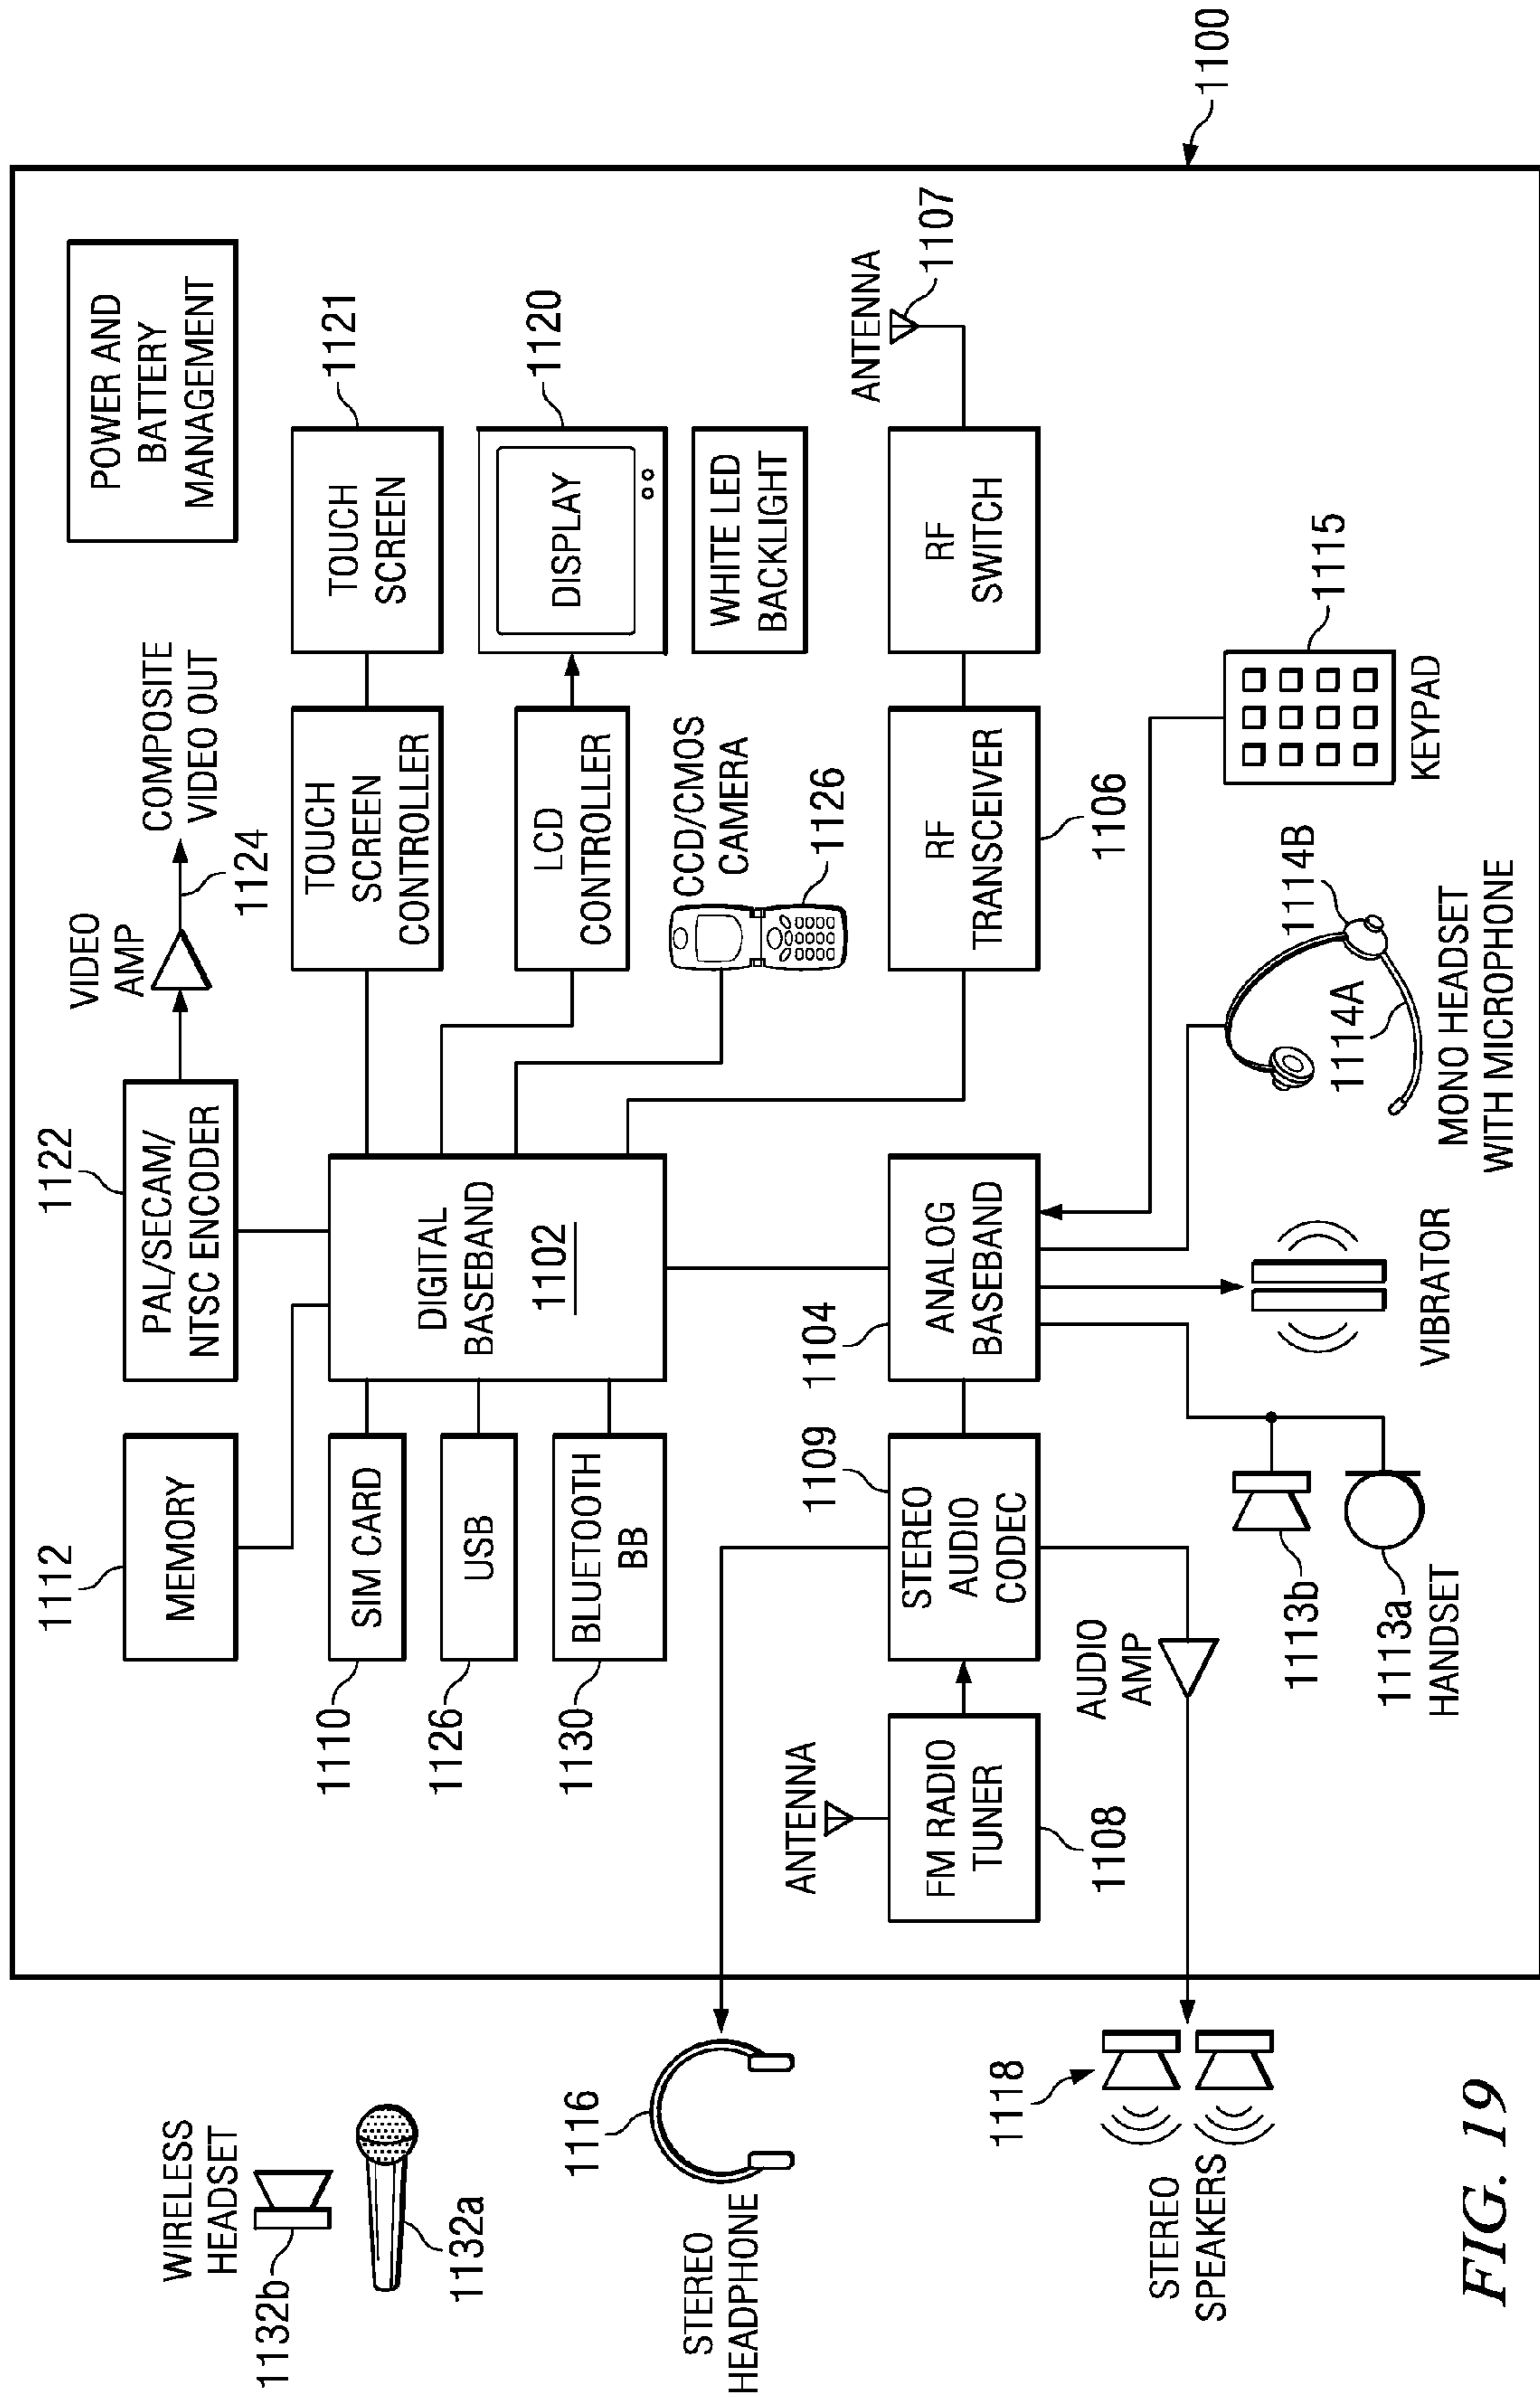 WIRELESS
HEADSET
1132b
1132a
1116
STEREO
HEADPHONE
1118
STEREO
SPEAKERS
1112
MEMORY
1122
PAL/SECAM/
NTSC ENCODER
VIDEO
AMP
1124
COMPOSITE
VIDEO OUT
POWER AND
BATTERY
MANAGEMENT
1110
SIM CARD
1126
USB
1130
BLUETOOTH
BB
DIGITAL
BASEBAND
1102
TOUCH
SCREEN
CONTROLLER
TOUCH
SCREEN
1121
LCD
CONTROLLER
DISPLAY
1120
CCD/CMOS
CAMERA
1126
WHITE LED
BACKLIGHT
ANTENNA
FM RADIO
TUNER
1108
1109
STEREO
AUDIO
CODEC
1104
ANALOG
BASEBAND
RF
TRANSCEIVER
1106
RF
SWITCH
ANTENNA
1107
1100
AUDIO
AMP
1113b
1113a
HANDSET
VIBRATOR
1114A
1114B
MONO HEADSET
WITH MICROPHONE
1115
KEYPAD
FIG. 19